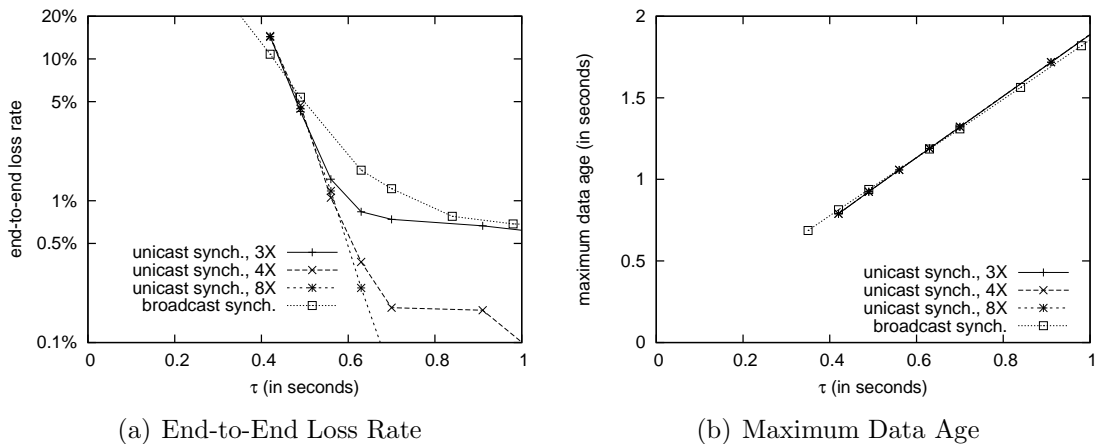 20%
10%
5%
1%
0.5%
0.1%
end-to-end loss rate
unicast synch., 3X
unicast synch., 4X
unicast synch., 8X
broadcast synch.
0 0.2 0.4 0.6 0.8 1
τ (in seconds)
(a) End-to-End Loss Rate
2
1.5
1
0.5
0
maximum data age (in seconds)
unicast synch., 3X
unicast synch., 4X
unicast synch., 8X
broadcast synch.
0 0.2 0.4 0.6 0.8 1
τ (in seconds)
(b) Maximum Data Age